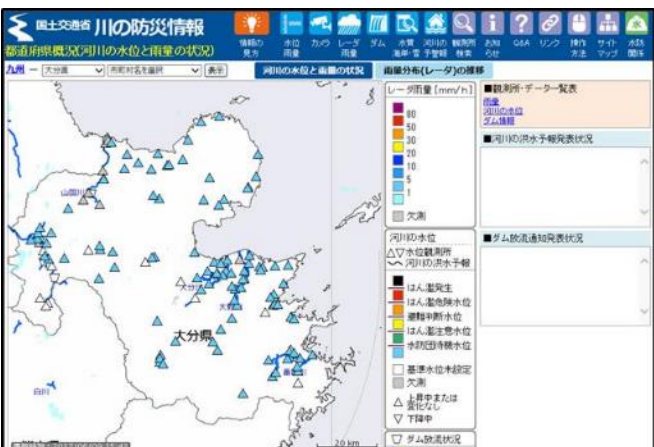 国土交通省 川の防災情報
都道府県概況(河川の水位と雨量の状況)
情報の見方
水位雨量
カメラ
レーダ雨量
ダム
水質海岸・雪
河川の予警報
観測所検索
お知らせ
Q&A
リンク
操作方法
サイトマップ
水防関係
九州 － 大分県 市町村名を選択 表示
河川の水位と雨量の状況
雨量分布(レーダ)の推移
レーダ雨量[mm/h]
80
50
30
20
10
5
1
欠測
河川の水位
△▽水位観測所
河川の洪水予報
はん濫発生
はん濫危険水位
避難判断水位
はん濫注意水位
水防団待機水位
基準水位未設定
欠測
△ 上昇中または変化なし
▽ 下降中
ダム放流状況
■観測所・データ一覧表
雨量
河川の水位
ダム情報
■河川の洪水予報発表状況
■ダム放流通知発表状況
山国川
大分県
白川
20 km